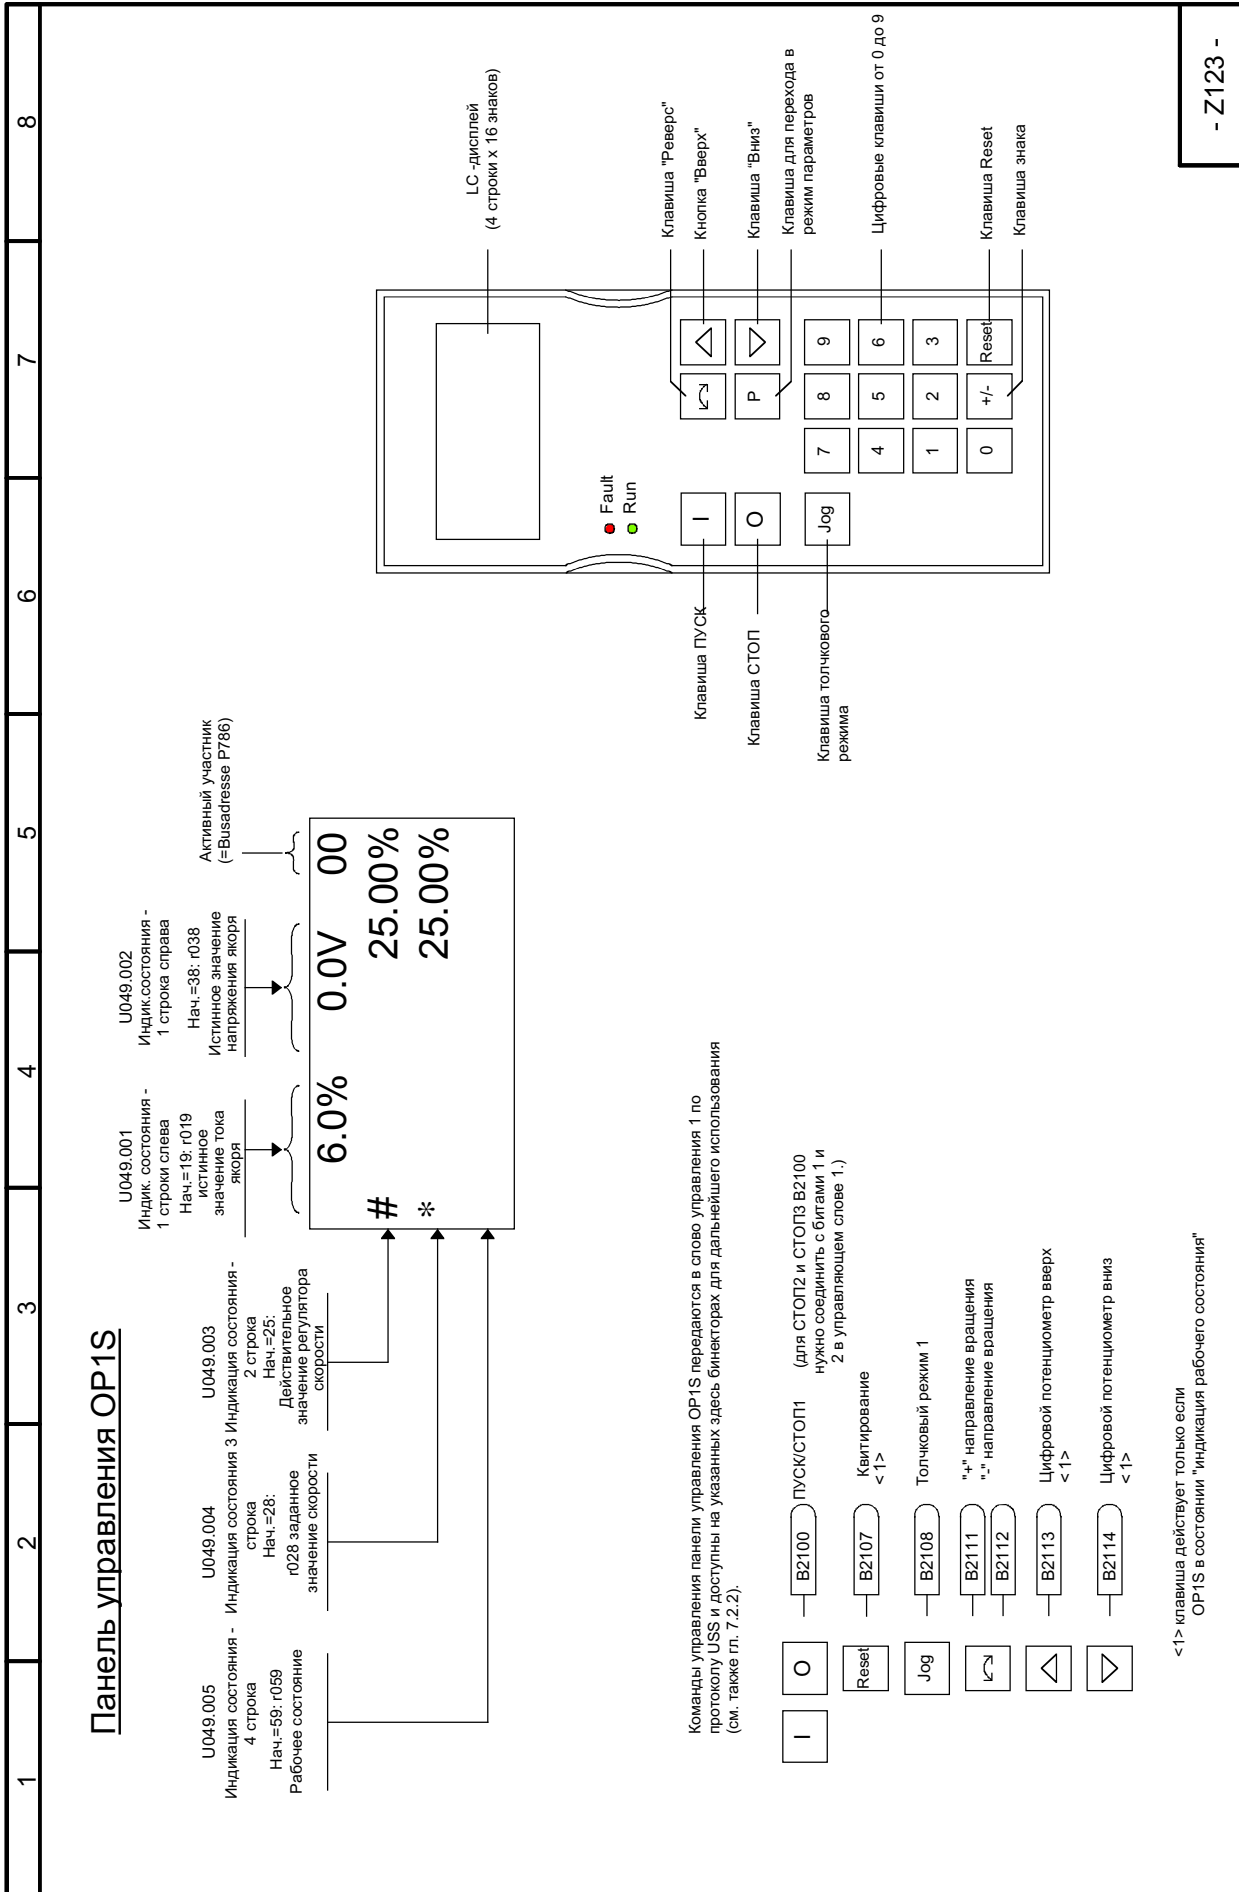 1
2
3
4
5
6
7
8
Панель управления OP1S
U049.005
Индикация состояния -
4 строка
Нач.=59: r059
Рабочее состояние
U049.004
Индикация состояния 3
строка
Нач.=28:
r028 заданное
значение скорости
U049.003
Индикация состояния -
2 строка
Нач.=25:
Действительное
значение регулятора
скорости
U049.001
Индик. состояния -
1 строки слева
Нач.=19: r019
истинное
значение тока
якоря
U049.002
Индик.состояния -
1 строка справа
Нач.=38: r038
Истинное значение
напряжения якоря
Активный участник
(=Busadresse P786)
6.0% 0.0V 00
# 25.00%
* 25.00%
LC -дисплей
(4 строки x 16 знаков)
Fault
Run
Клавиша ПУСК
Клавиша СТОП
Клавиша толчкового
режима
I
O
Jog
P
7 8 9
4 5 6
1 2 3
0 +/- Reset
Клавиша "Реверс"
Кнопка "Вверх"
Клавиша "Вниз"
Клавиша для перехода в
режим параметров
Цифровые клавиши от 0 до 9
Клавиша Reset
Клавиша знака
Команды управления панели управления OP1S передаются в слово управления 1 по
протоколу USS и доступны на указанных здесь бинекторах для дальнейшего использования
(см. также гл. 7.2.2).
I O B2100 ПУСК/СТОП1 (для СТОП2 и СТОП3 B2100
нужно соединить с битами 1 и
2 в управляющем слове 1.)
Reset B2107 Квитирование
<1>
Jog B2108 Толчковый режим 1
B2111 "+" направление вращения
B2112 "-" направление вращения
B2113 Цифровой потенциометр вверх
<1>
B2114 Цифровой потенциометр вниз
<1>
<1> клавиша действует только если
OP1S в состоянии "индикация рабочего состояния"
- Z123 -